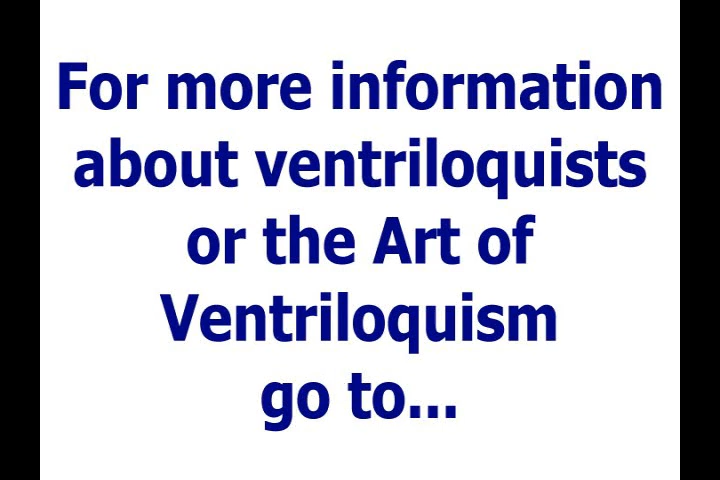 For more information
about ventriloquists
or the Art of
Ventriloquism
go to...